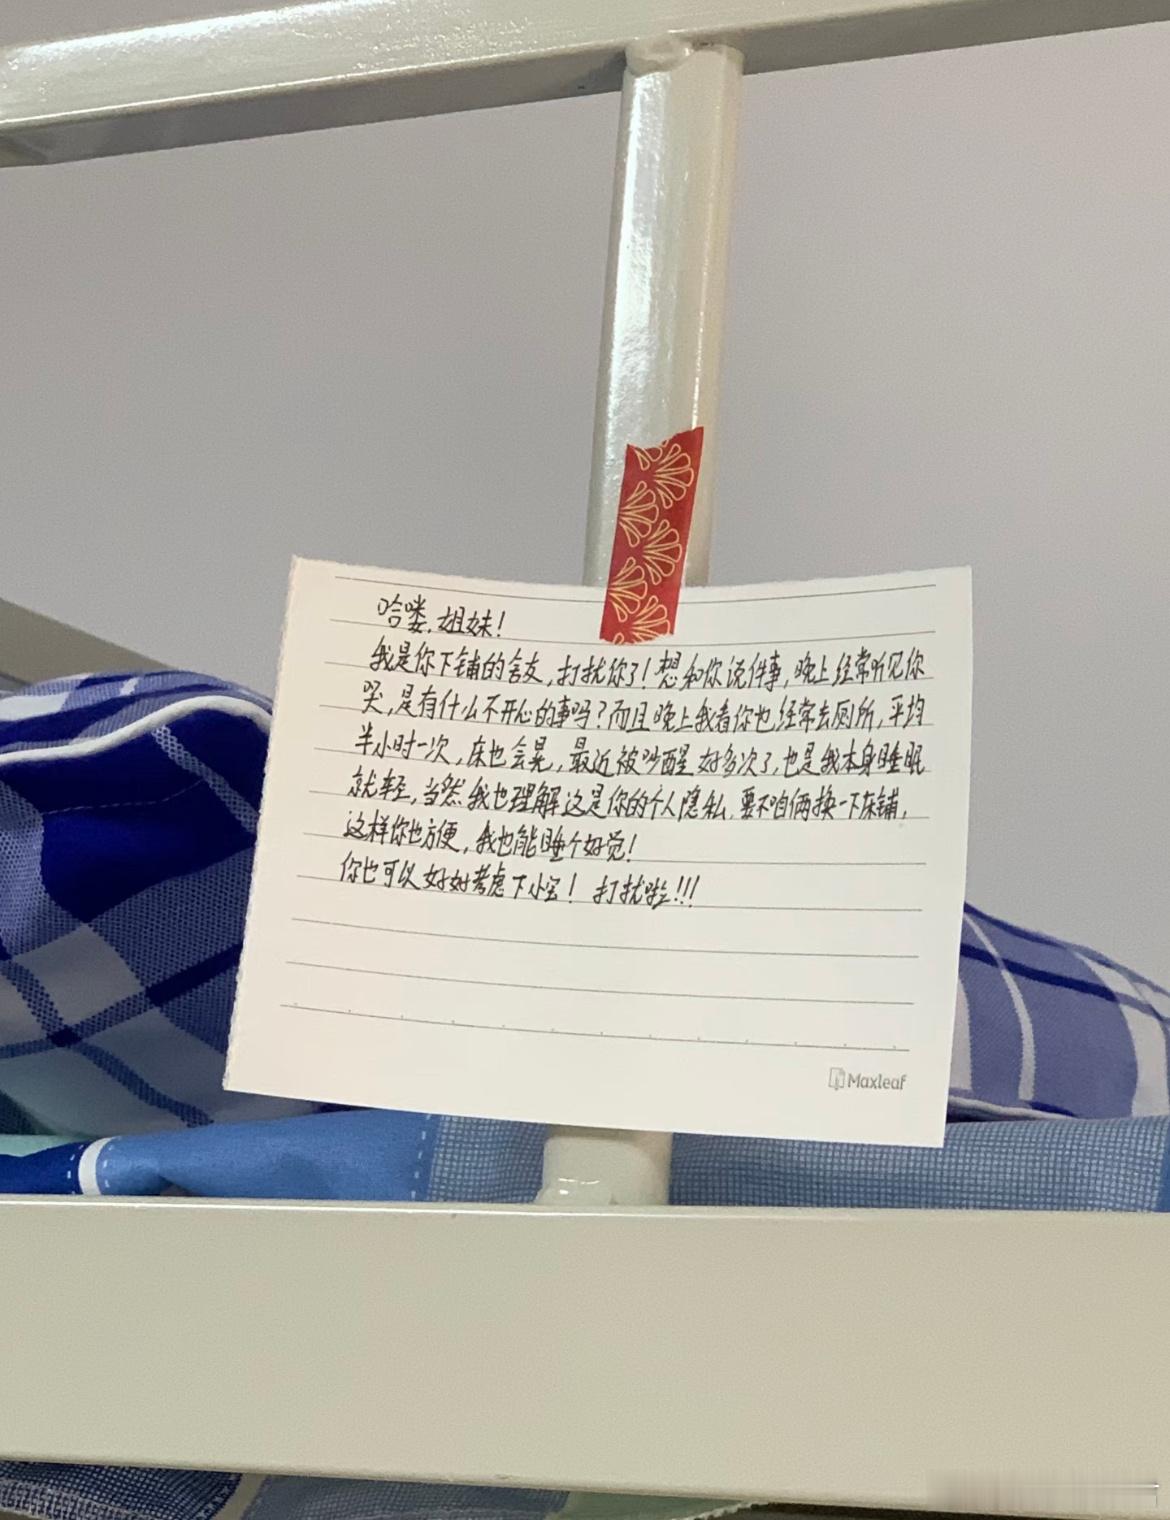 哈喽,姐妹!
我是你下铺的舍友,打扰你了!想和你说件事,晚上经常听见你
哭,是有什么不开心的事吗?而且晚上我看你也经常去厕所,平均
半小时一次,床也会晃,最近被吵醒好多次了,也是我本身睡眠
就轻,当然我也理解这是你的个人隐私,要不咱俩换一下床铺,
这样你也方便,我也能睡个好觉!
你也可以好好考虑下小宝!打扰啦!!!
Maxleaf